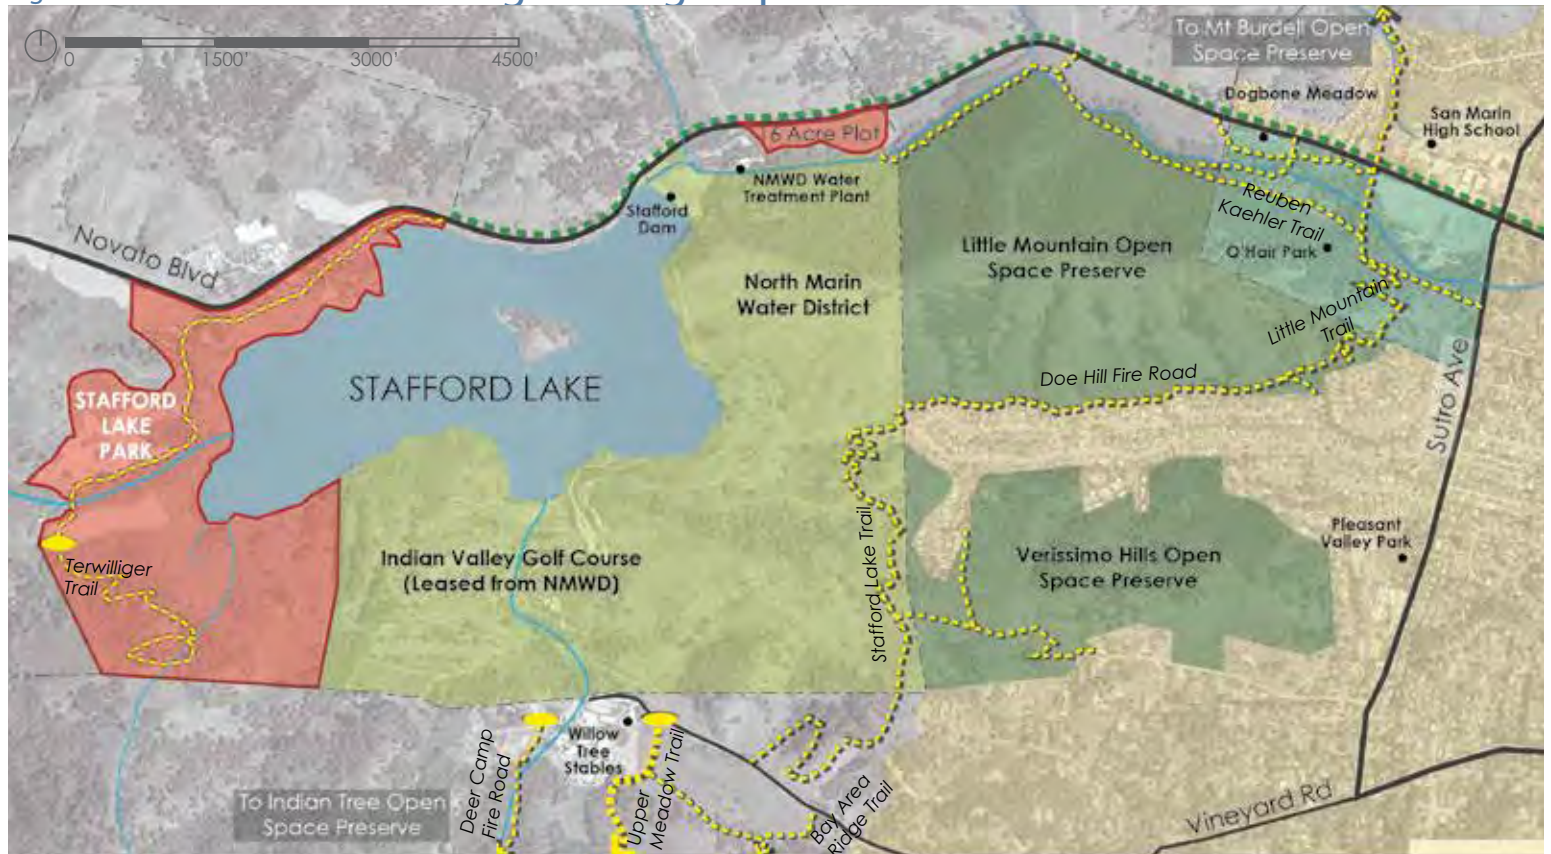 To Mt Burdell Open
Space Preserve
0
1500'
3000'
4500'
Dogbone Meadow
San Marin
High School
16 Acre Plot
NMWD Water
Treatment Plant
Stafford
Dam
Reuben
Kaehler Trail
O'Hair Park
Novato Blvd
Little Mountain Open
Space Preserve
North Marin
Water District
Little Mountain
Trail
Doe Hill Fire Road
Sutro Ave
STAFFORD LAKE
STAFFORD
LAKE
PARK
Stafford Lake Trail
Pleasant
Valley Park
Indian Valley Golf Course
(Leased from NMWD)
Verissimo Hills Open
Space Preserve
Terwilliger
Trail
Willow
Tree
Stables
Deer Camp
Fire Road
Upper
Meadow Trail
Bay Area
Ridge Trail
To Indian Tree Open
Space Preserve
Vineyard Rd